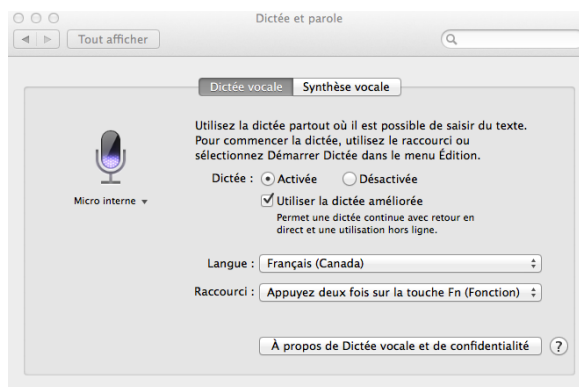 Dictée et parole
Tout afficher
Dictée vocale Synthèse vocale
Utilisez la dictée partout où il est possible de saisir du texte.
Pour commencer la dictée, utilisez le raccourci ou
sélectionnez Démarrer Dictée dans le menu Édition.
Dictée : Activée Désactivée
Micro interne
Utiliser la dictée améliorée
Permet une dictée continue avec retour en
direct et une utilisation hors ligne.
Langue : Français (Canada)
Raccourci : Appuyez deux fois sur la touche Fn (Fonction)
À propos de Dictée vocale et de confidentialité ?